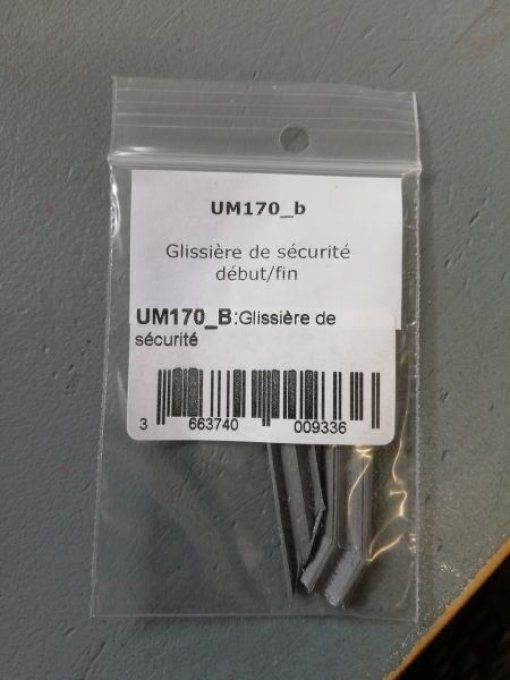 UM170_b
Glissière de sécurité
début/fin
UM170_B:Glissière de
sécurité
3 663740 009336